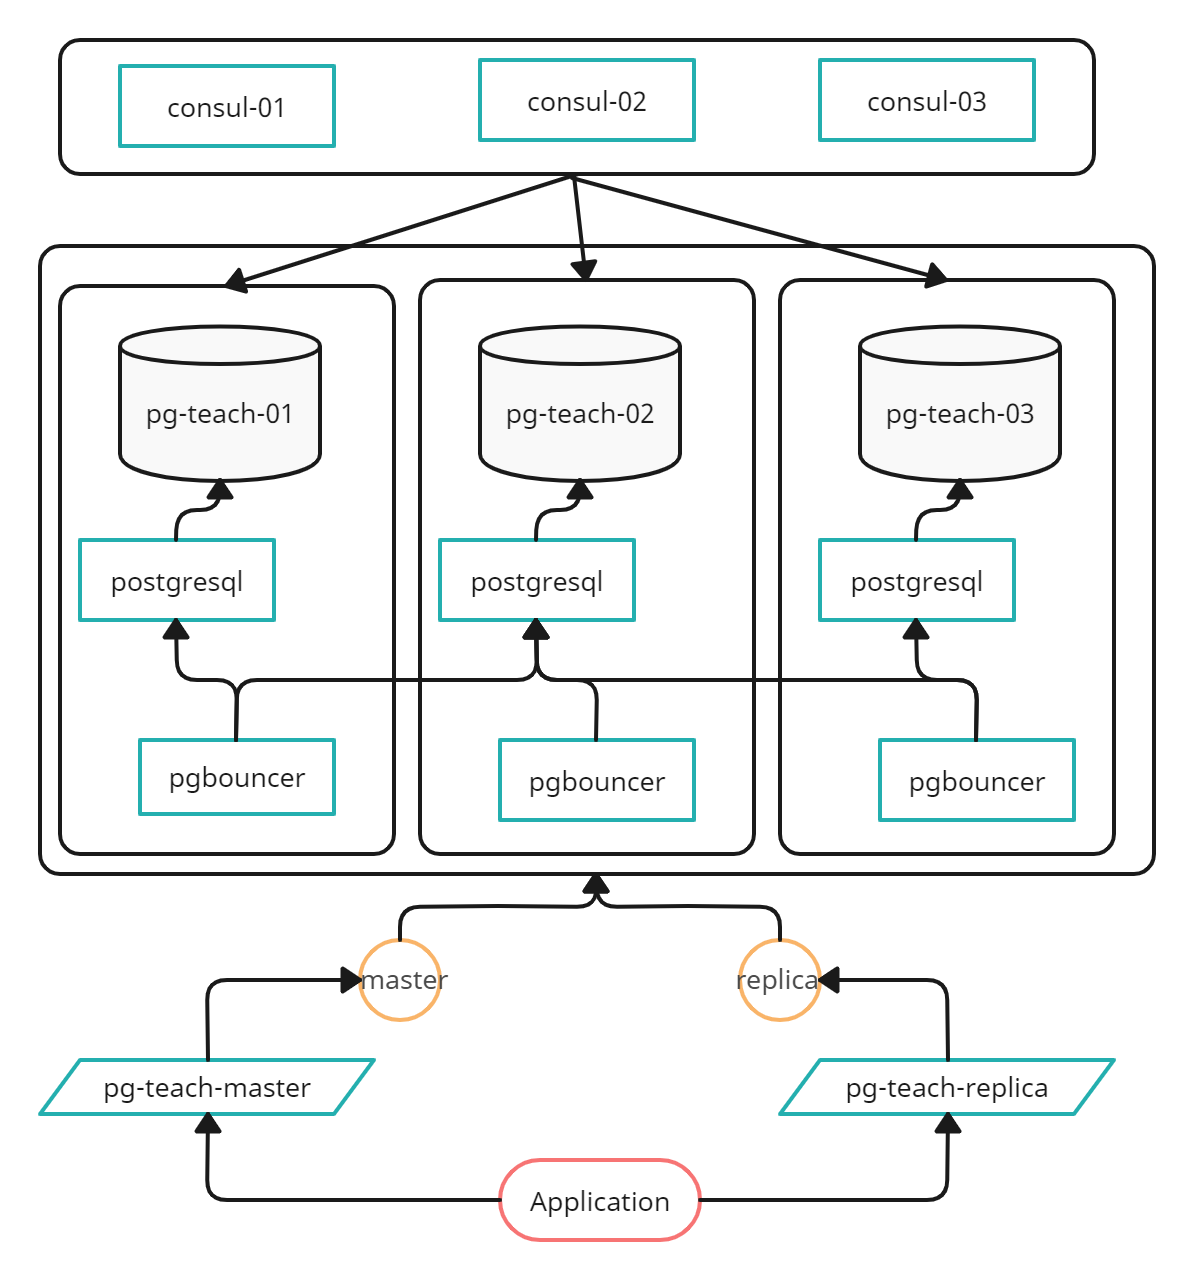 consul-01
consul-02
consul-03
pg-teach-01
pg-teach-02
pg-teach-03
postgresql
postgresql
postgresql
pgbouncer
pgbouncer
pgbouncer
master
replica
pg-teach-master
pg-teach-replica
Application